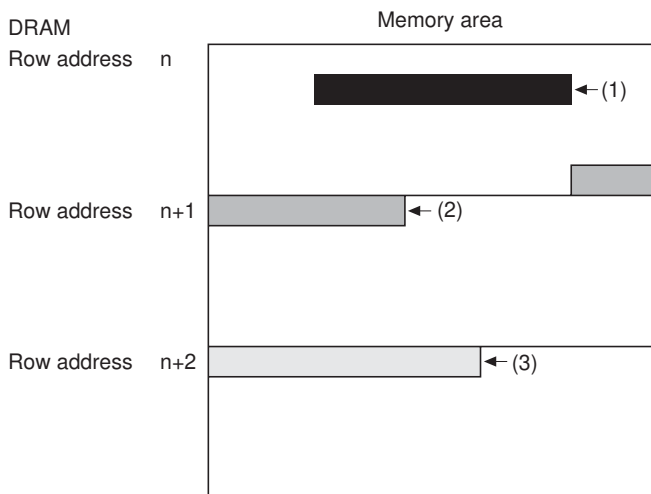 DRAM
Memory area
Row address n
(1)
Row address n+1
(2)
Row address n+2
(3)